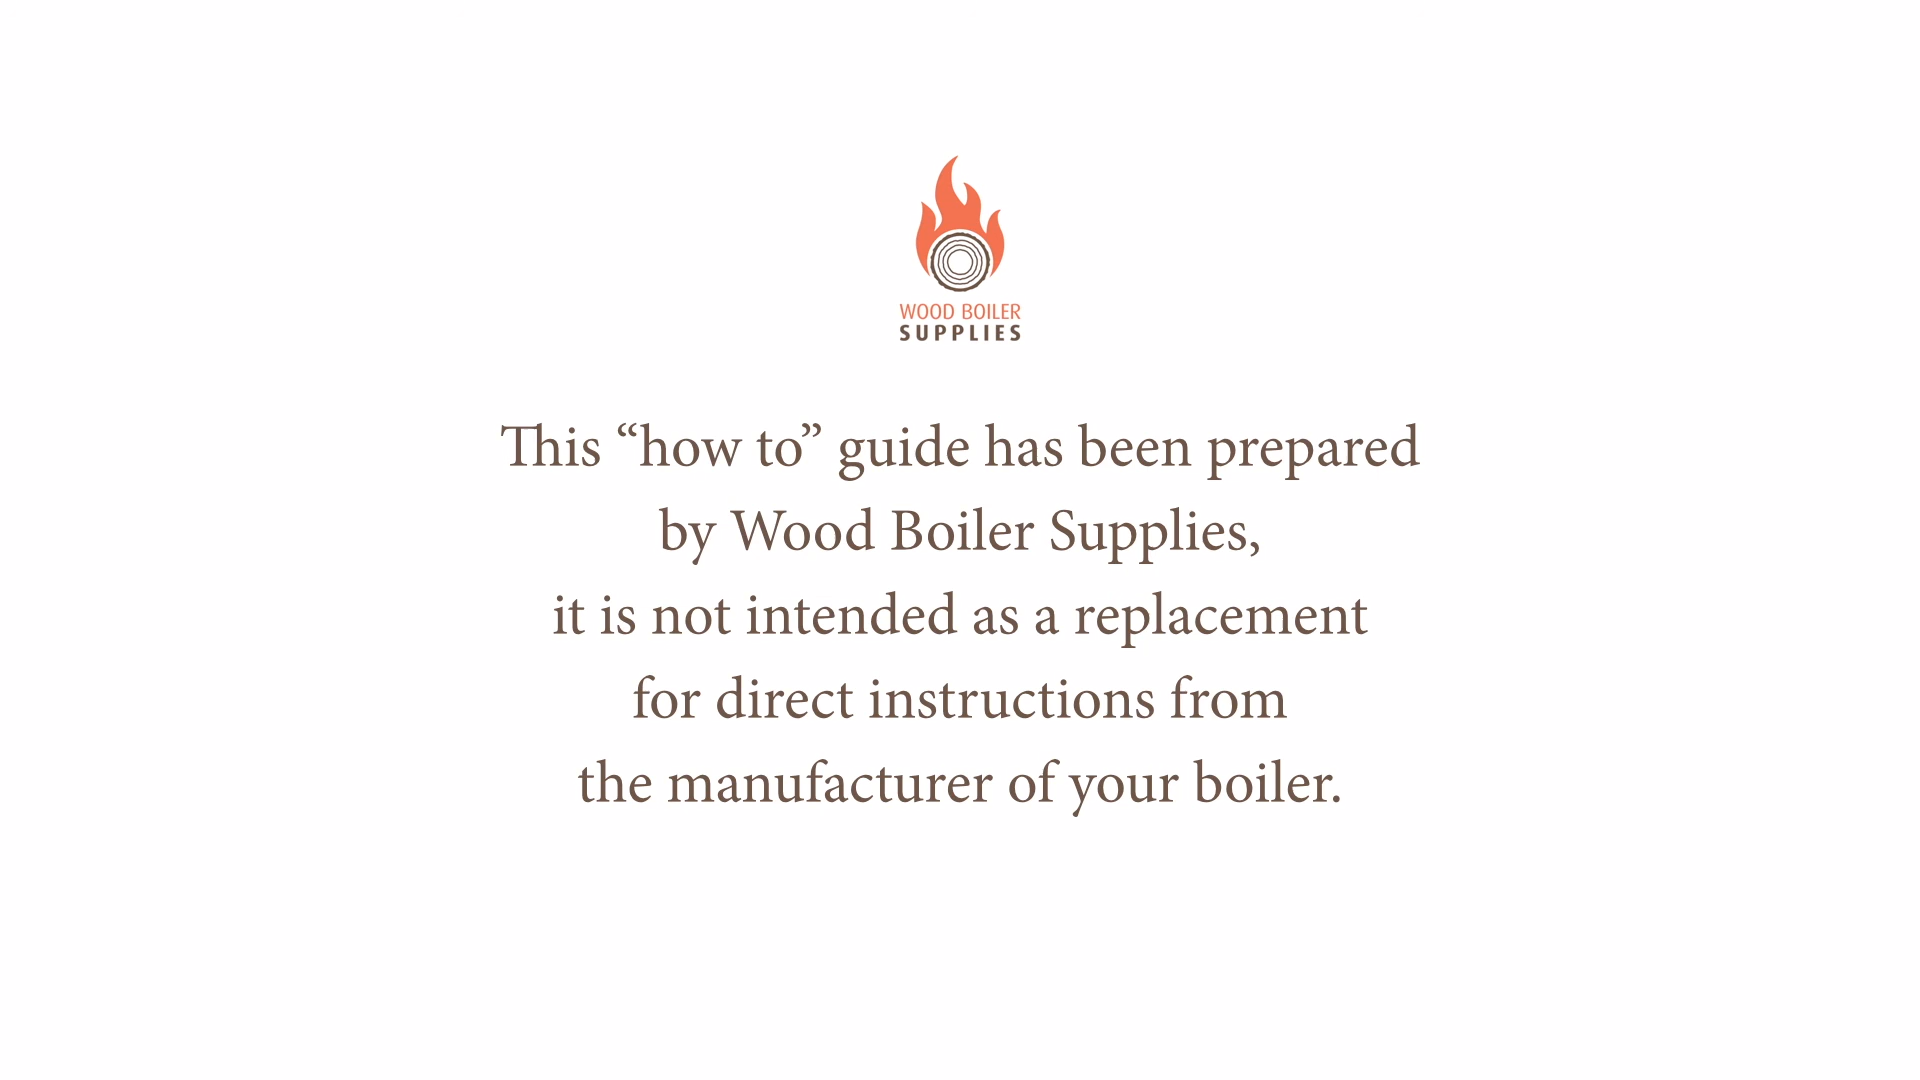 WOOD BOILER
SUPPLIES
This “how to” guide has been prepared
by Wood Boiler Supplies,
it is not intended as a replacement
for direct instructions from
the manufacturer of your boiler.